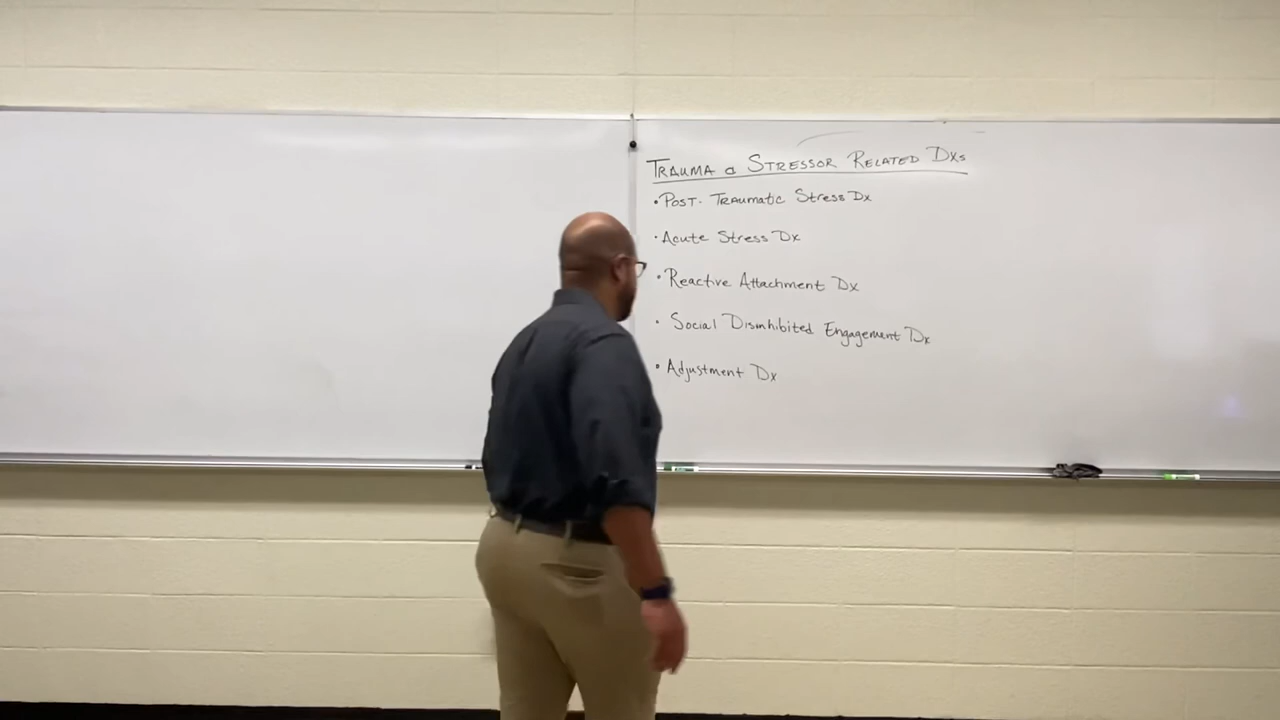 TRAUMA & STRESSOR RELATED DXs
• POST-TRAUMATIC STRESS DX
• Acute Stress Dx
• Reactive Attachment Dx
• Social Disinhibited Engagement Dx
• Adjustment Dx